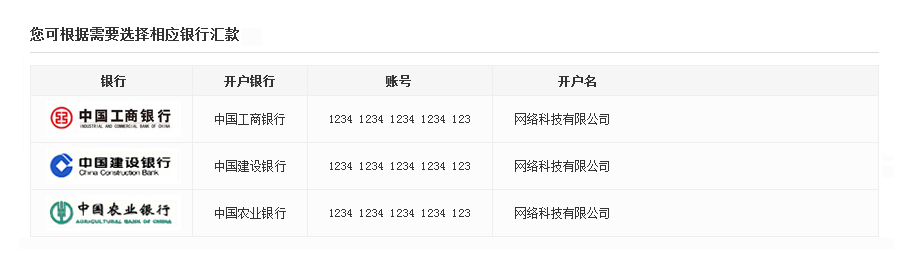 您可根据需要选择相应银行汇款
银行 开户银行 账号 开户名
中国工商银行 中国工商银行 1234 1234 1234 1234 123 网络科技有限公司
INDUSTRIAL AND COMMERCIAL BANK OF CHINA
中国建设银行 中国建设银行 1234 1234 1234 1234 123 网络科技有限公司
China Construction Bank
中国农业银行 中国农业银行 1234 1234 1234 1234 123 网络科技有限公司
AGRICULTURAL BANK OF CHINA